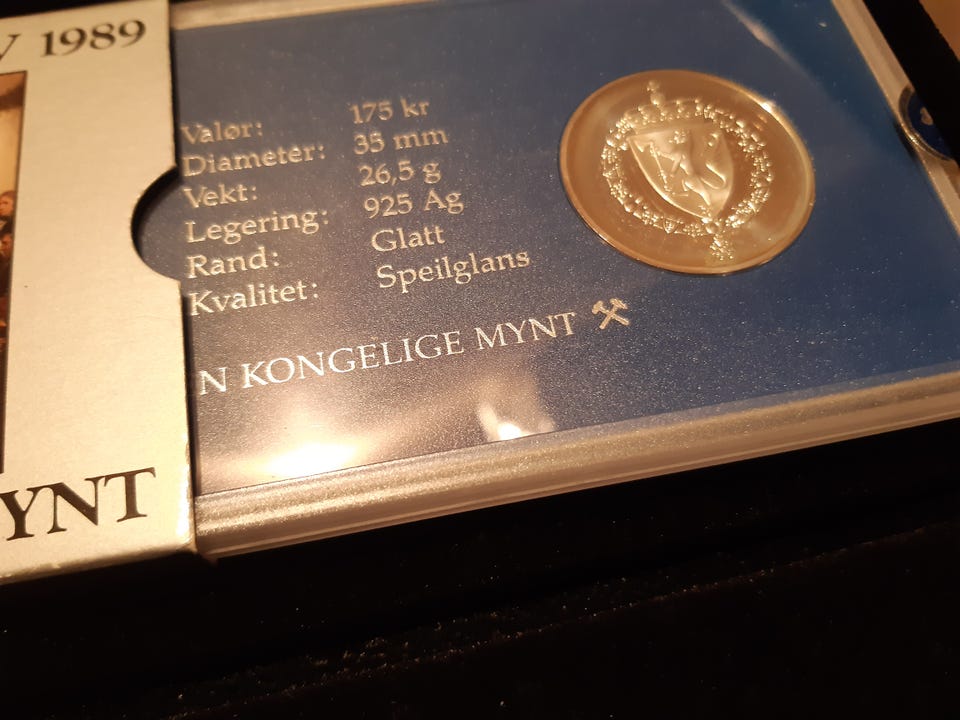 1989
Valør: 175 kr
Diameter: 35 mm
Vekt: 26,5 g
Legering: 925 Ag
Rand: Glatt
Kvalitet: Speilglans
N KONGELIGE MYNT
YNT